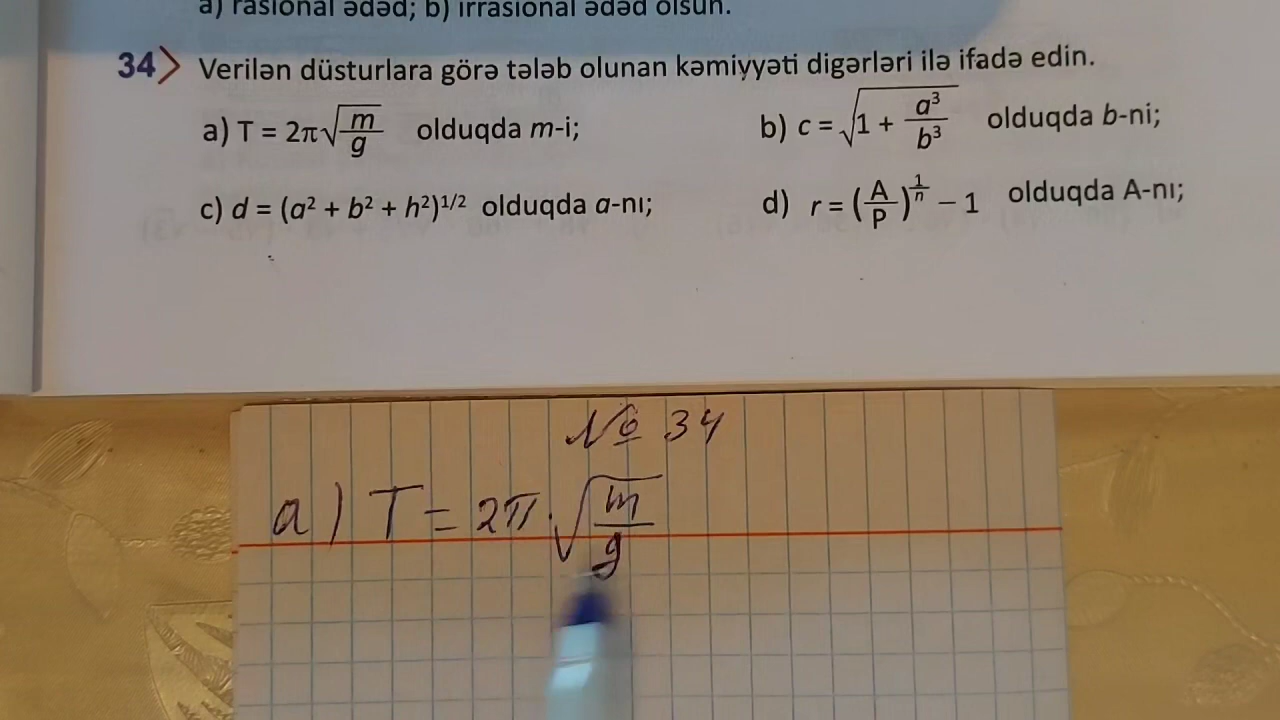 a) rasional ədəd; b) irrasional ədəd olsun.
34 Verilən düsturlara görə tələb olunan kəmiyyəti digərləri ilə ifadə edin.
a) T = 2π√(m/g) olduqda m-i; b) c = √(1 + a³/b³) olduqda b-ni;
c) d = (a² + b² + h²)^1/2 olduqda a-nı; d) r = (A/P)^(1/n) – 1 olduqda A-nı;
№ 34
a) T = 2π·√(m/g)